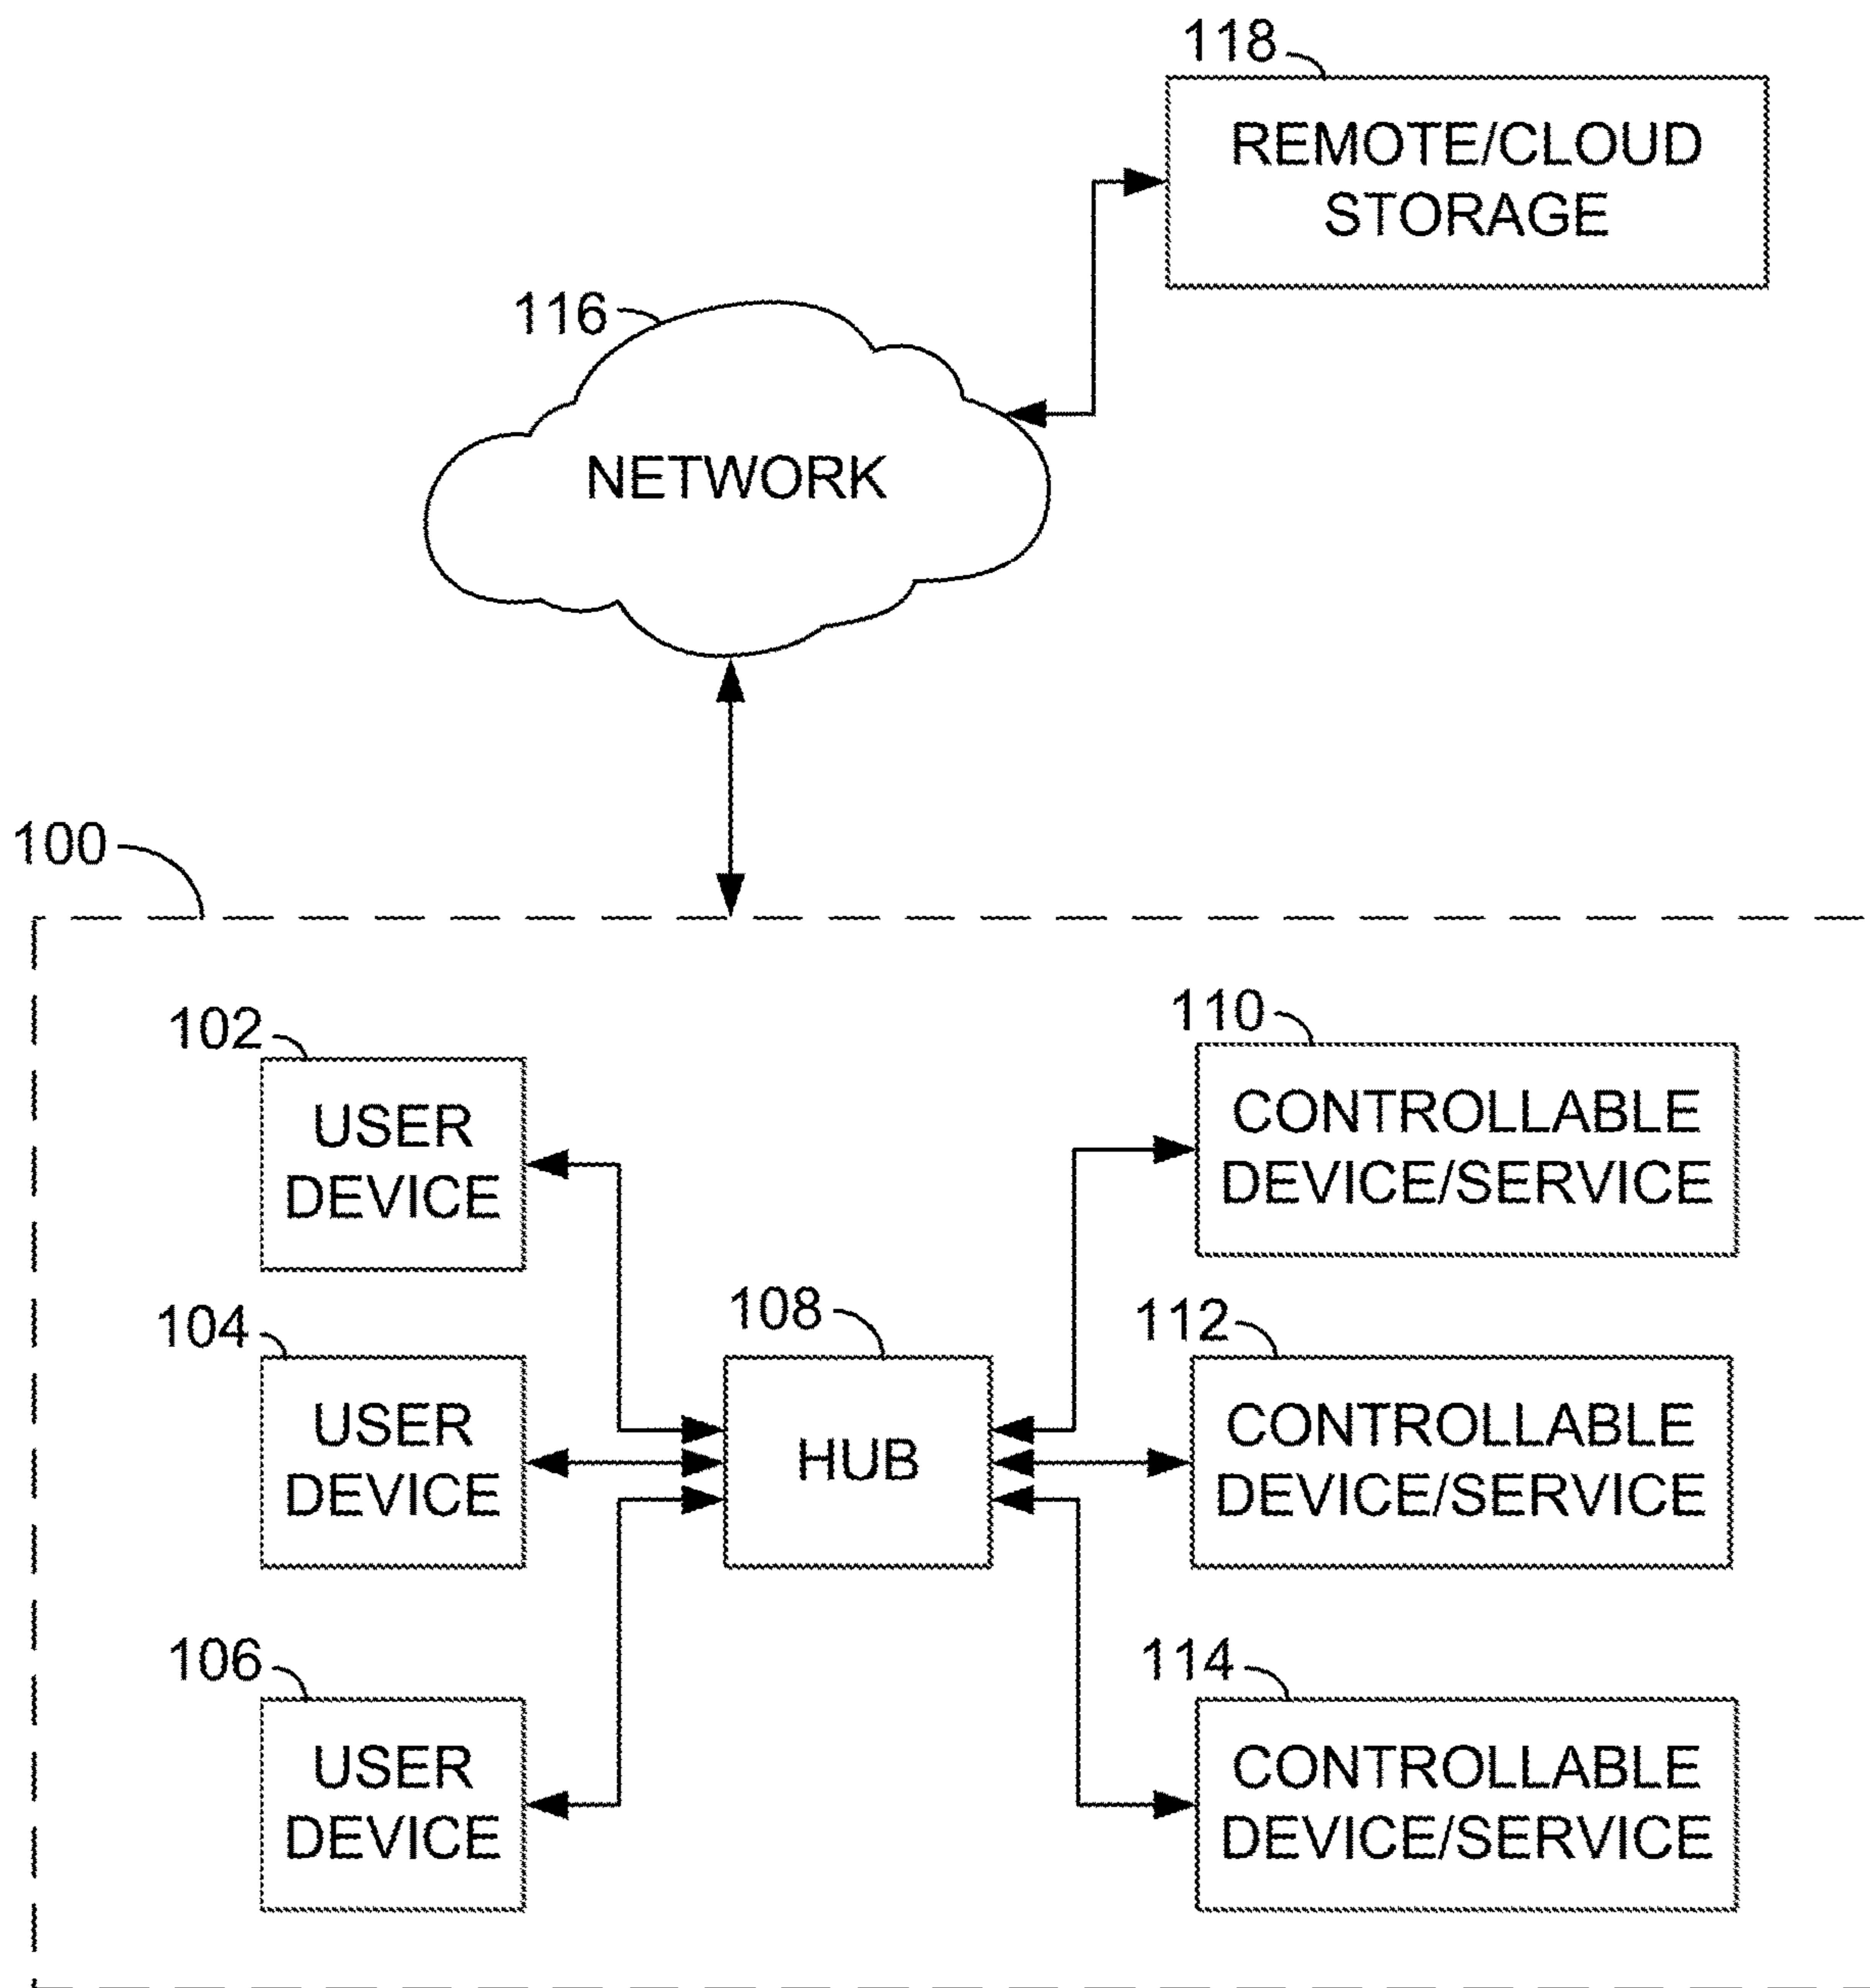 118
REMOTE/CLOUD
STORAGE
116
NETWORK
100
102
USER
DEVICE
110
CONTROLLABLE
DEVICE/SERVICE
104
USER
DEVICE
108
HUB
112
CONTROLLABLE
DEVICE/SERVICE
106
USER
DEVICE
114
CONTROLLABLE
DEVICE/SERVICE